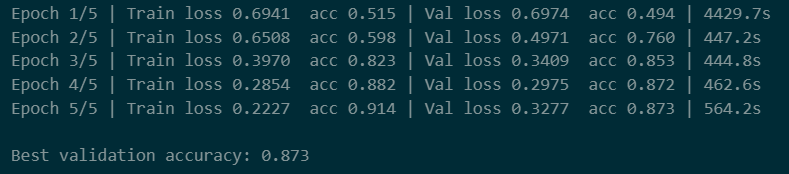 Epoch 1/5 | Train loss 0.6941  acc 0.515 | Val loss 0.6974  acc 0.494 | 4429.7s
Epoch 2/5 | Train loss 0.6508  acc 0.598 | Val loss 0.4971  acc 0.760 | 447.2s
Epoch 3/5 | Train loss 0.3970  acc 0.823 | Val loss 0.3409  acc 0.853 | 444.8s
Epoch 4/5 | Train loss 0.2854  acc 0.882 | Val loss 0.2975  acc 0.872 | 462.6s
Epoch 5/5 | Train loss 0.2227  acc 0.914 | Val loss 0.3277  acc 0.873 | 564.2s
Best validation accuracy: 0.873